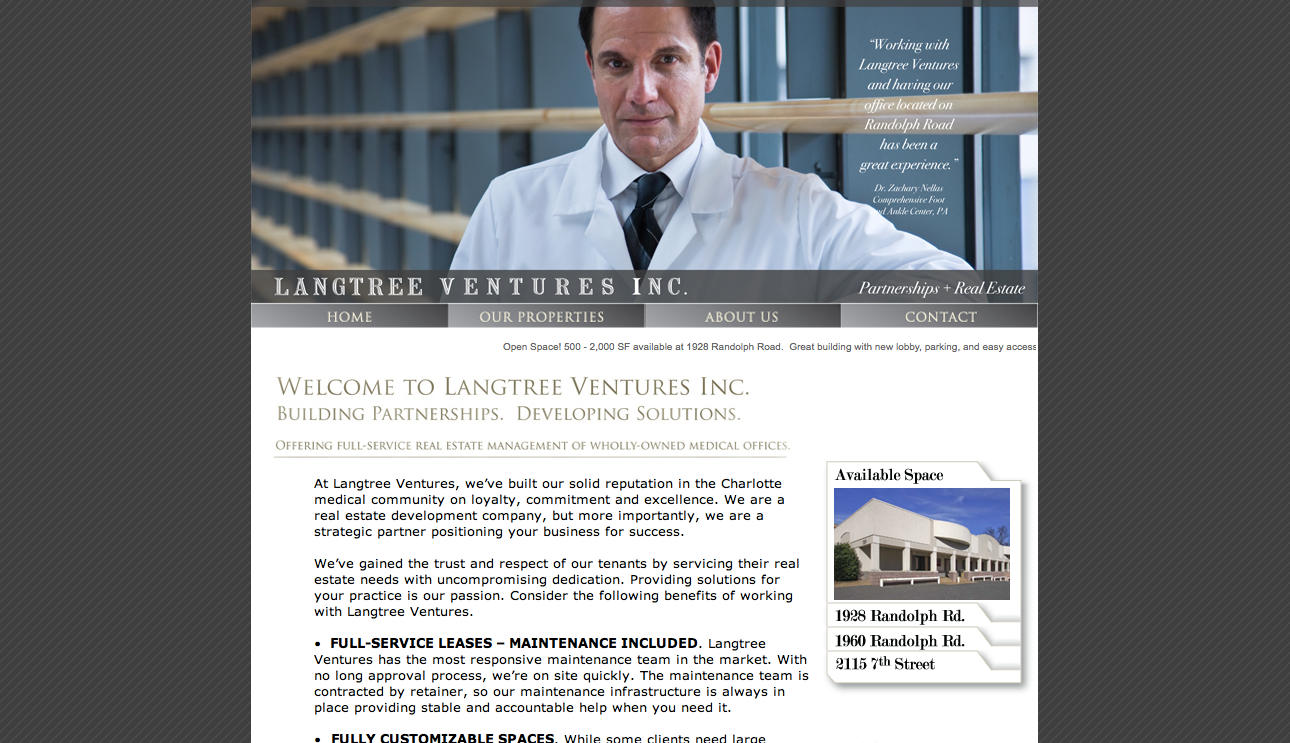 “Working with
Langtree Ventures
and having our
office located on
Randolph Road
has been a
great experience.”
Dr. Zachary Nellas
Comprehensive Foot
and Ankle Center, PA
LANGTREE VENTURES INC.
Partnerships + Real Estate
HOME
OUR PROPERTIES
ABOUT US
CONTACT
Open Space! 500 - 2,000 SF available at 1928 Randolph Road.  Great building with new lobby, parking, and easy access
WELCOME TO LANGTREE VENTURES INC.
BUILDING PARTNERSHIPS.  DEVELOPING SOLUTIONS.
OFFERING FULL-SERVICE REAL ESTATE MANAGEMENT OF WHOLLY-OWNED MEDICAL OFFICES.
At Langtree Ventures, we’ve built our solid reputation in the Charlotte
medical community on loyalty, commitment and excellence. We are a
real estate development company, but more importantly, we are a
strategic partner positioning your business for success.
We’ve gained the trust and respect of our tenants by servicing their real
estate needs with uncompromising dedication. Providing solutions for
your practice is our passion. Consider the following benefits of working
with Langtree Ventures.
• FULL-SERVICE LEASES – MAINTENANCE INCLUDED. Langtree
Ventures has the most responsive maintenance team in the market. With
no long approval process, we’re on site quickly. The maintenance team is
contracted by retainer, so our maintenance infrastructure is always in
place providing stable and accountable help when you need it.
• FULLY CUSTOMIZABLE SPACES. While some clients need large
Available Space
1928 Randolph Rd.
1960 Randolph Rd.
2115 7th Street